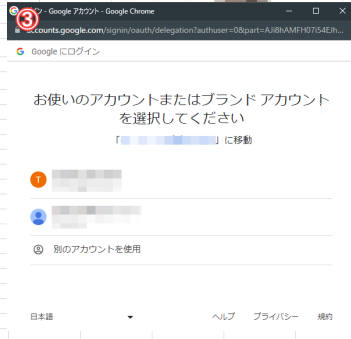 ③
イン - Google アカウント - Google Chrome
accounts.google.com/signin/oauth/delegation?authuser=0&part=AJi8hAMFH07i54EJh...
G Google にログイン
お使いのアカウントまたはブランド アカウント
を選択してください
「 」に移動
T
別のアカウントを使用
日本語 ヘルプ プライバシー 規約